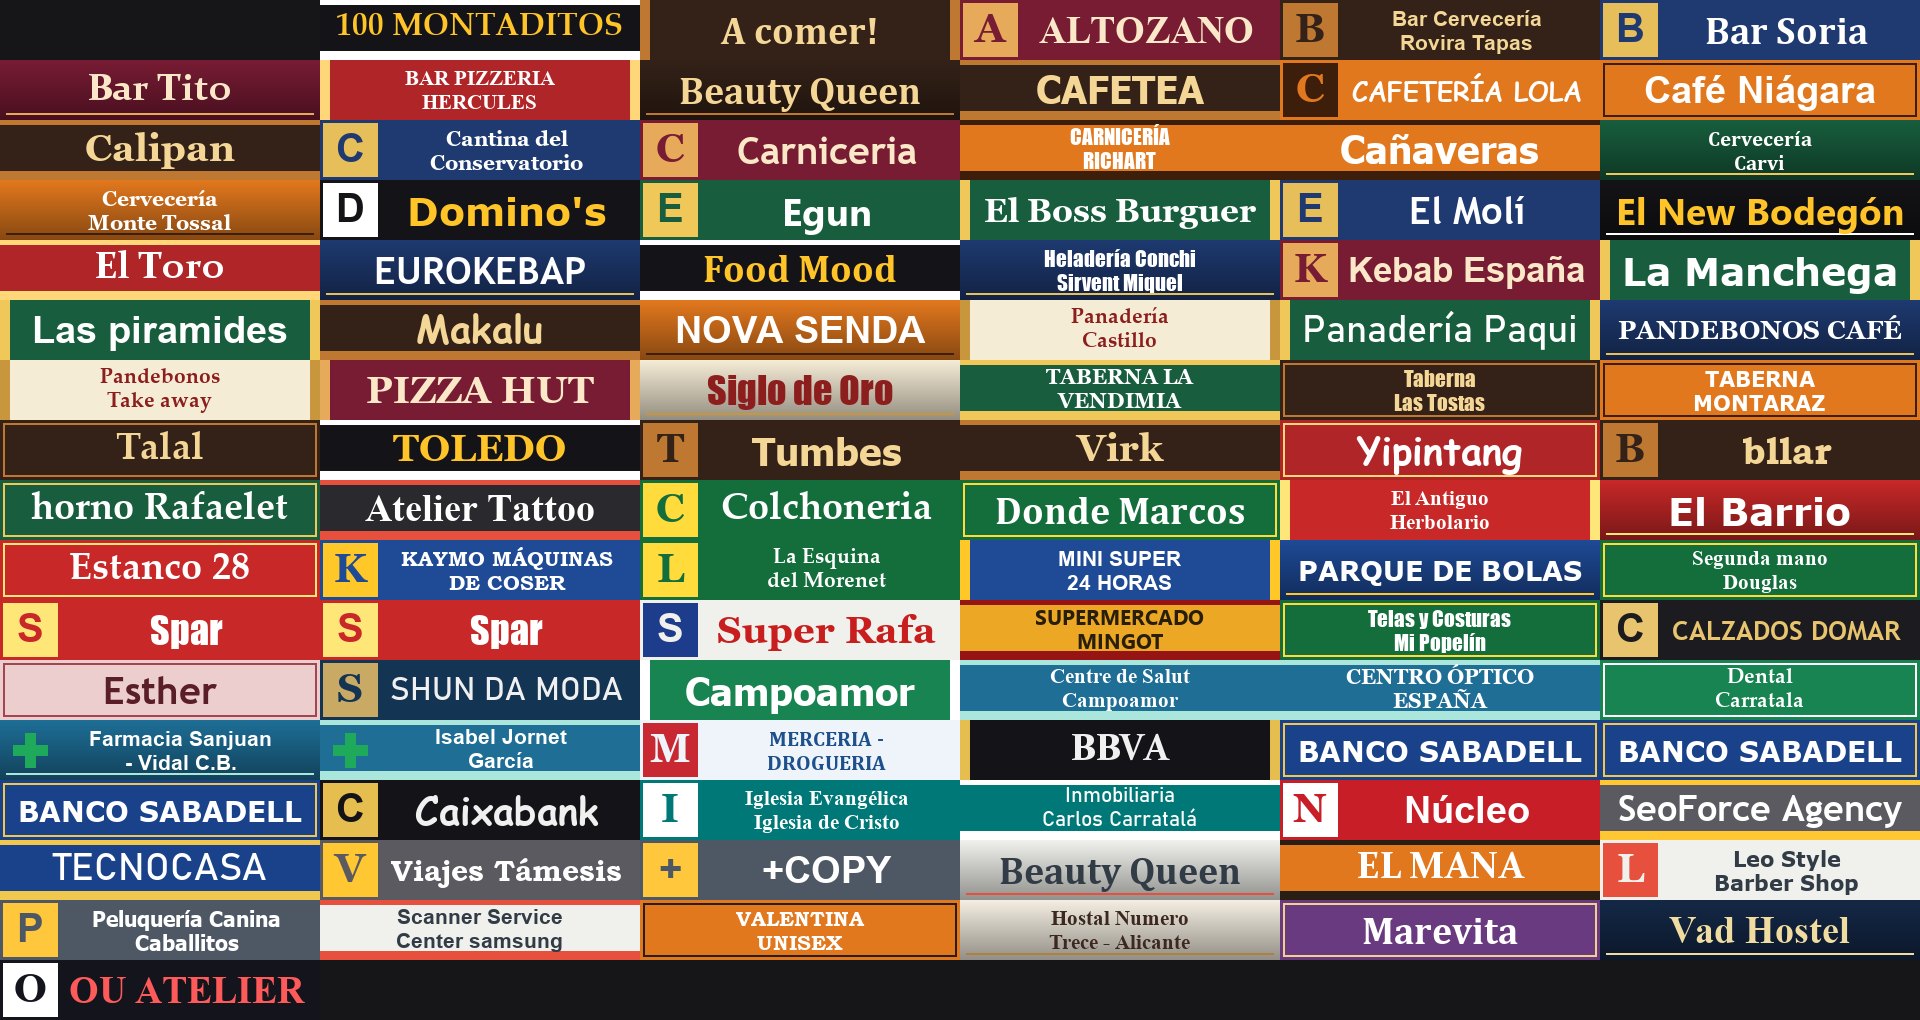 100 MONTADITOS
A comer!
A ALTOZANO
B Bar Cervecería
Rovira Tapas
B Bar Soria
Bar Tito
BAR PIZZERIA
HERCULES
Beauty Queen
CAFETEA
C CAFETERÍA LOLA
Café Niágara
Calipan
C Cantina del
Conservatorio
C Carniceria
CARNICERÍA
RICHART
Cañaveras
Cervecería
Carvi
Cervecería
Monte Tossal
D Domino's
E Egun
El Boss Burguer
E El Molí
El New Bodegón
El Toro
EUROKEBAP
Food Mood
Heladería Conchi
Sirvent Miquel
K Kebab España
La Manchega
Las piramides
Makalu
NOVA SENDA
Panadería
Castillo
Panadería Paqui
PANDEBONOS CAFÉ
Pandebonos
Take away
PIZZA HUT
Siglo de Oro
TABERNA LA
VENDIMIA
Taberna
Las Tostas
TABERNA
MONTARAZ
Talal
TOLEDO
T Tumbes
Virk
Yipintang
B bllar
horno Rafaelet
Atelier Tattoo
C Colchoneria
Donde Marcos
El Antiguo
Herbolario
El Barrio
Estanco 28
K KAYMO MÁQUINAS
DE COSER
L La Esquina
del Morenet
MINI SUPER
24 HORAS
PARQUE DE BOLAS
Segunda mano
Douglas
S Spar
S Spar
S Super Rafa
SUPERMERCADO
MINGOT
Telas y Costuras
Mi Popelín
C CALZADOS DOMAR
Esther
S SHUN DA MODA
Campoamor
Centre de Salut
Campoamor
CENTRO ÓPTICO
ESPAÑA
Dental
Carratala
Farmacia Sanjuan
- Vidal C.B.
Isabel Jornet
García
M MERCERIA -
DROGUERIA
BBVA
BANCO SABADELL
BANCO SABADELL
BANCO SABADELL
C Caixabank
I Iglesia Evangélica
Iglesia de Cristo
Inmobiliaria
Carlos Carratalá
N Núcleo
SeoForce Agency
TECNOCASA
V Viajes Támesis
+ +COPY
Beauty Queen
EL MANA
L Leo Style
Barber Shop
P Peluquería Canina
Caballitos
Scanner Service
Center samsung
VALENTINA
UNISEX
Hostal Numero
Trece - Alicante
Marevita
Vad Hostel
O OU ATELIER